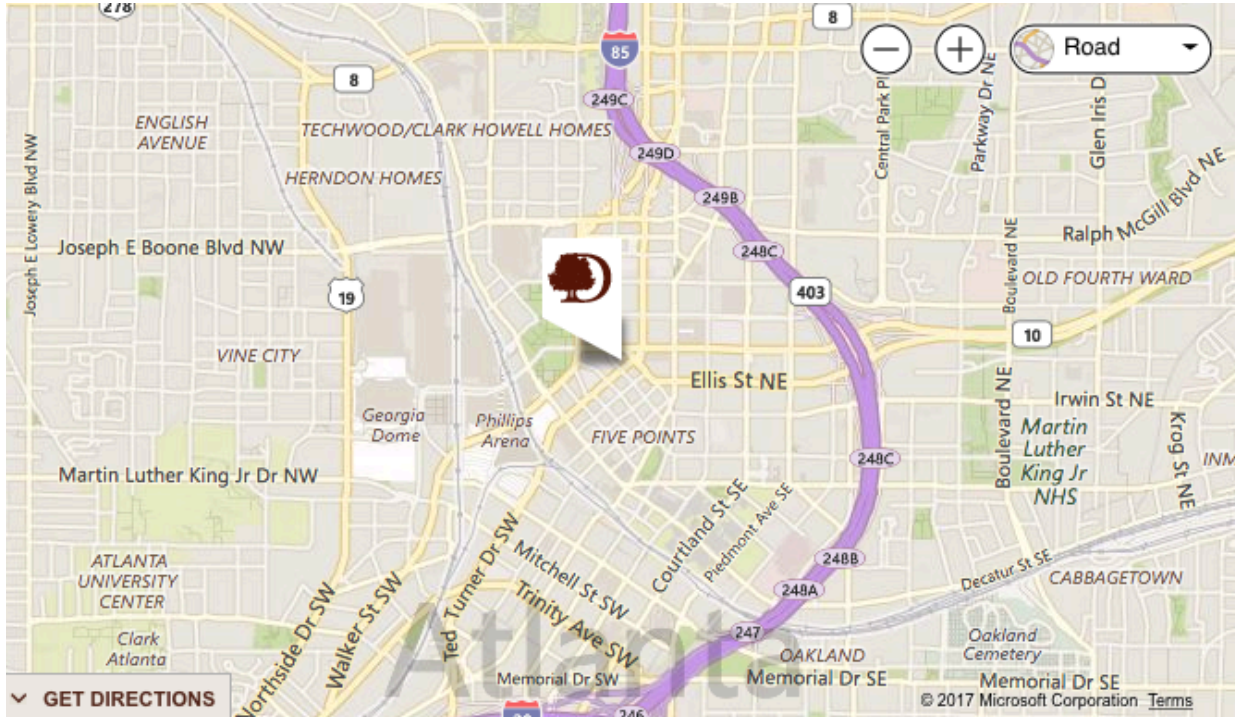 278
8
85
8
Road
249C
Central Park Pl
Parkway Dr NE
Glen Iris D
ENGLISH
AVENUE
TECHWOOD/CLARK HOWELL HOMES
249D
HERNDON HOMES
249B
Joseph E Lowery Blvd NW
Joseph E Boone Blvd NW
248C
Ralph McGill Blvd NE
Boulevard NE
OLD FOURTH WARD
19
D
403
10
VINE CITY
Ellis St NE
Boulevard NE
Irwin St NE
Georgia
Dome
Phillips
Arena
FIVE POINTS
Martin
Luther
King Jr
NHS
Krog St NE
INM
248C
Martin Luther King Jr Dr NW
Courtland St SE
Piedmont Ave SE
ATLANTA
UNIVERSITY
CENTER
Mitchell St SW
248B
Decatur St SE
CABBAGETOWN
Northside Dr SW
Walker St SW
Ted Turner Dr SW
Trinity Ave SW
248A
Clark
Atlanta
Atlanta
247
OAKLAND
Oakland
Cemetery
Memorial Dr SW
Memorial Dr SE
Memorial Dr SE
GET DIRECTIONS
246
© 2017 Microsoft Corporation Terms